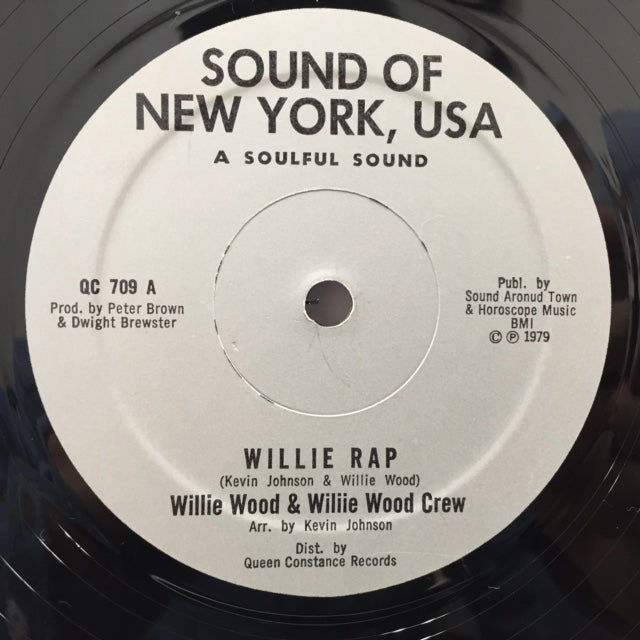 SOUND OF
NEW YORK, USA
A SOULFUL SOUND
QC 709 A
Prod. by Peter Brown
& Dwight Brewster
Publ. by
Sound Aronud Town
& Horoscope Music
BMI
© ℗ 1979
WILLIE RAP
(Kevin Johnson & Willie Wood)
Willie Wood & Wiliie Wood Crew
Arr. by Kevin Johnson
Dist. by
Queen Constance Records